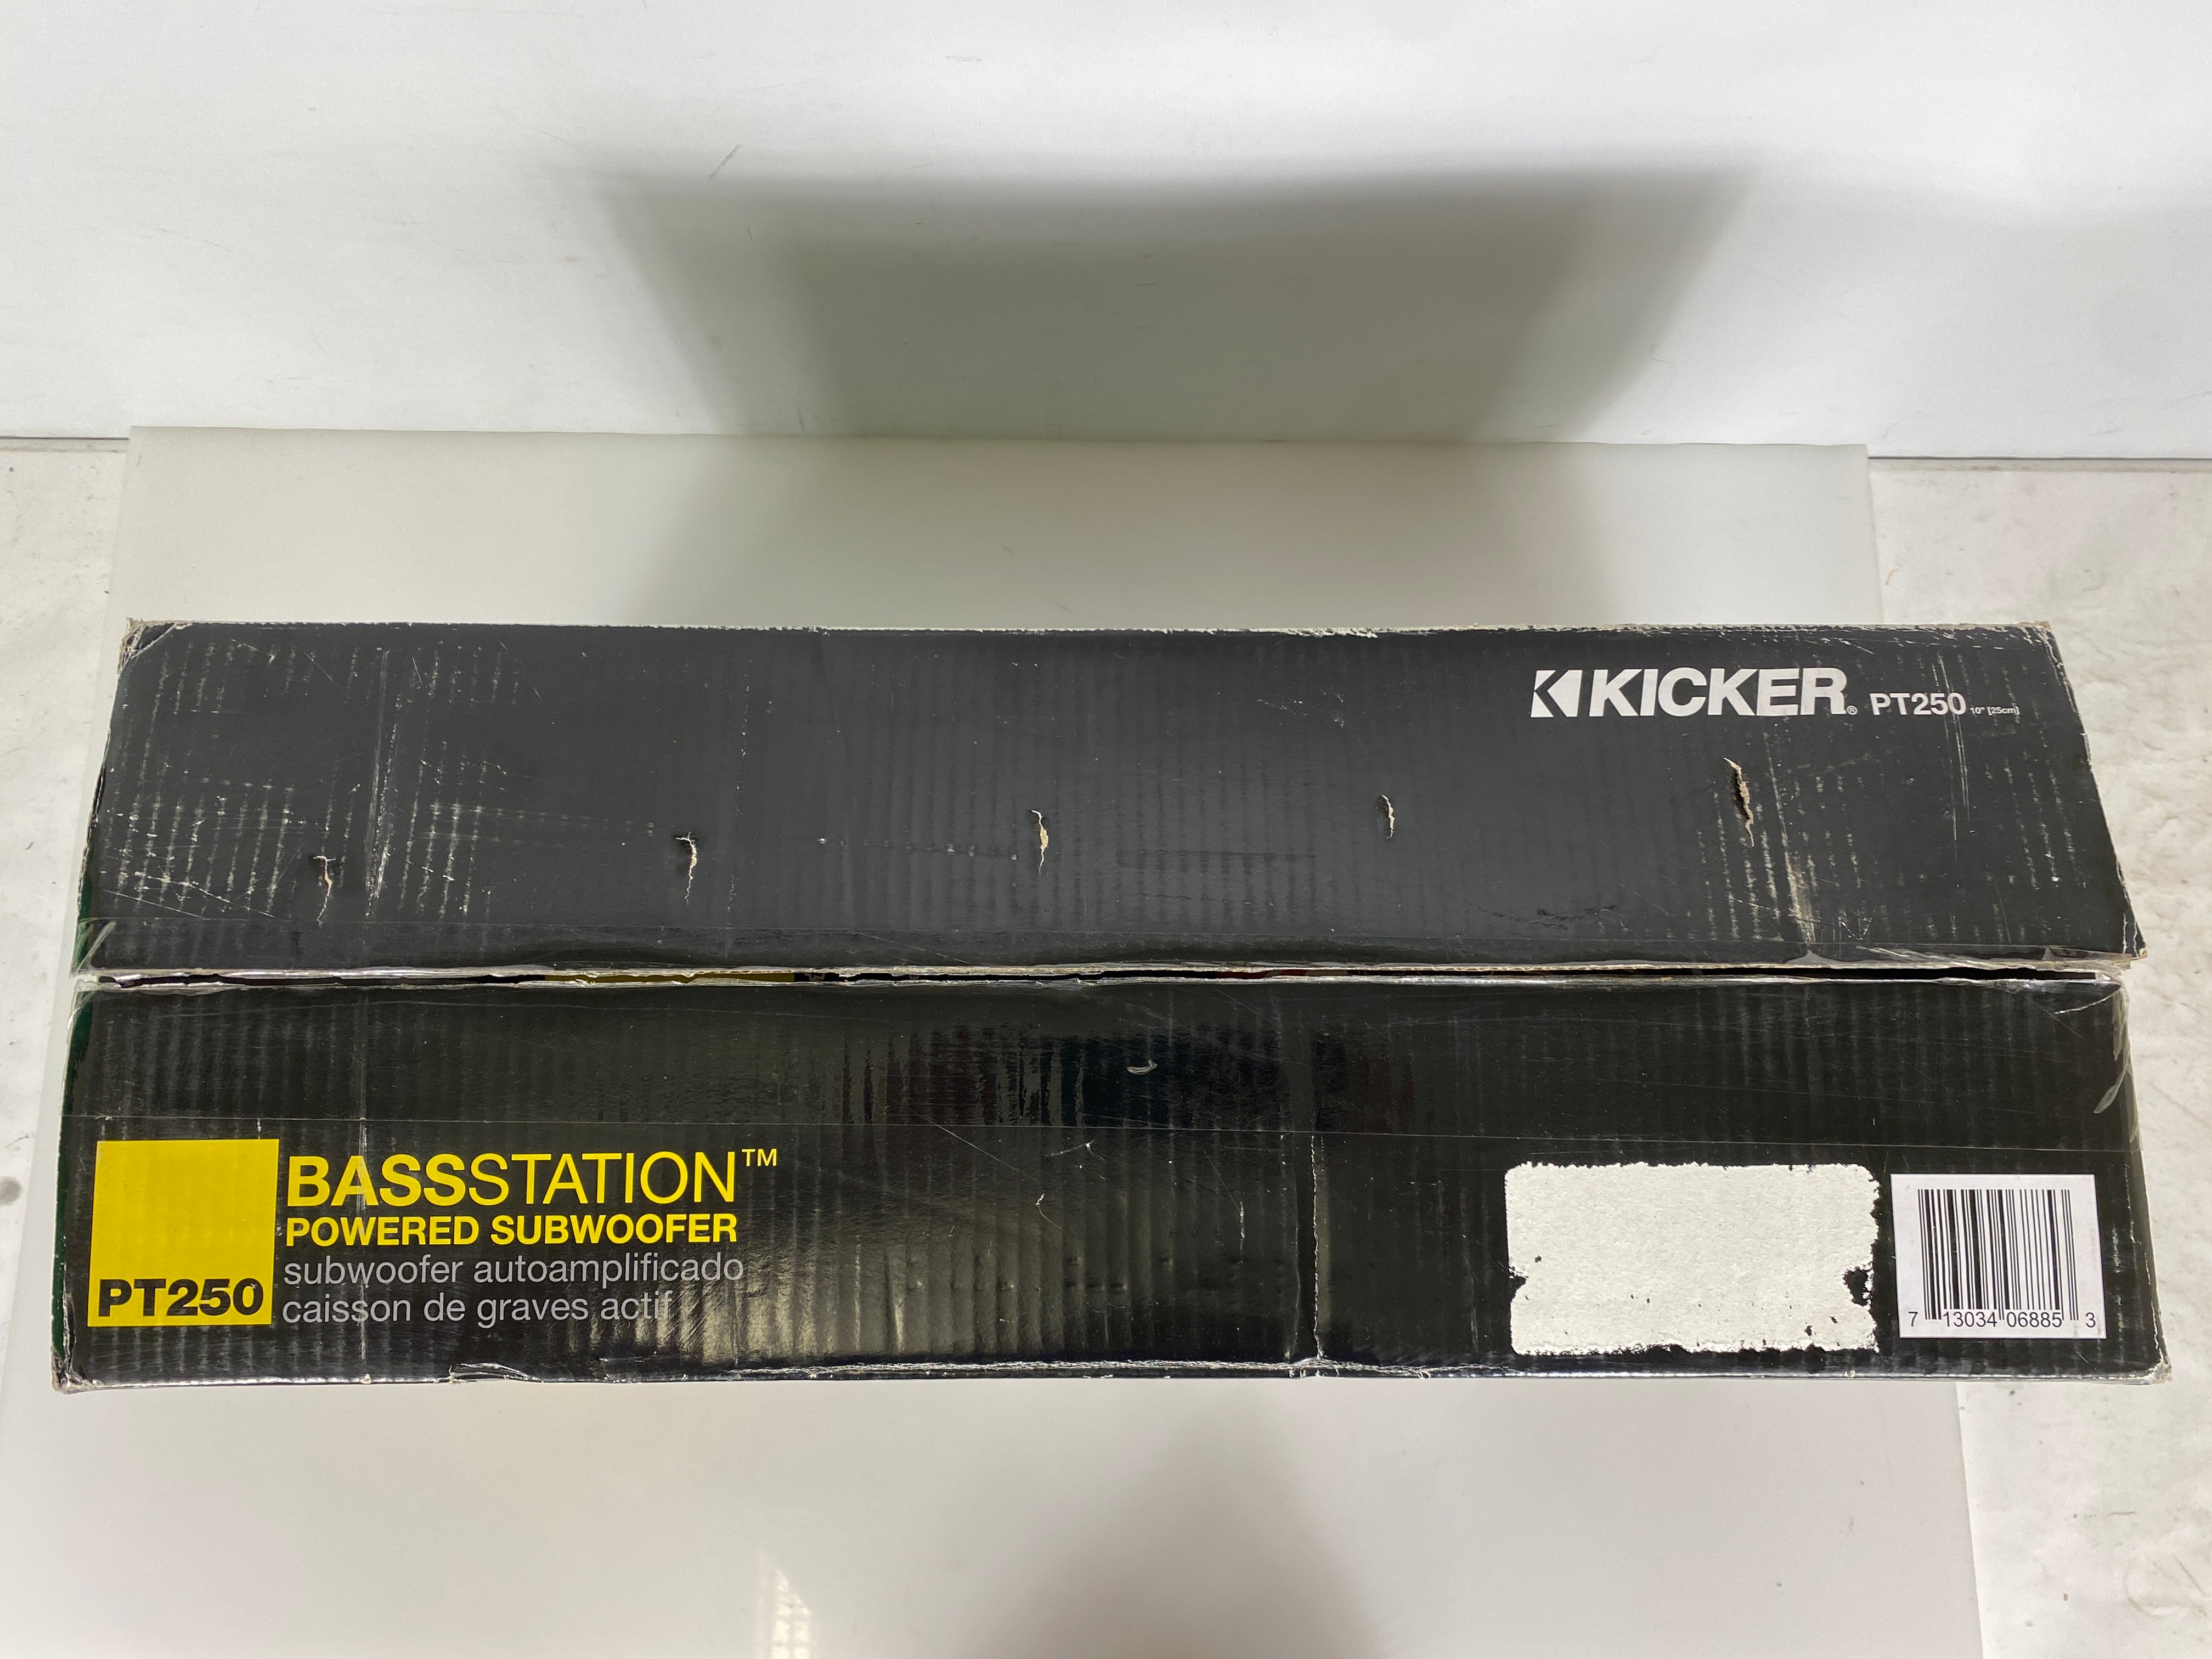 KICKER® PT250 10" [25cm]
BASSSTATION™
POWERED SUBWOOFER
subwoofer autoamplificado
caisson de graves actif
PT250
7 13034 06885 3